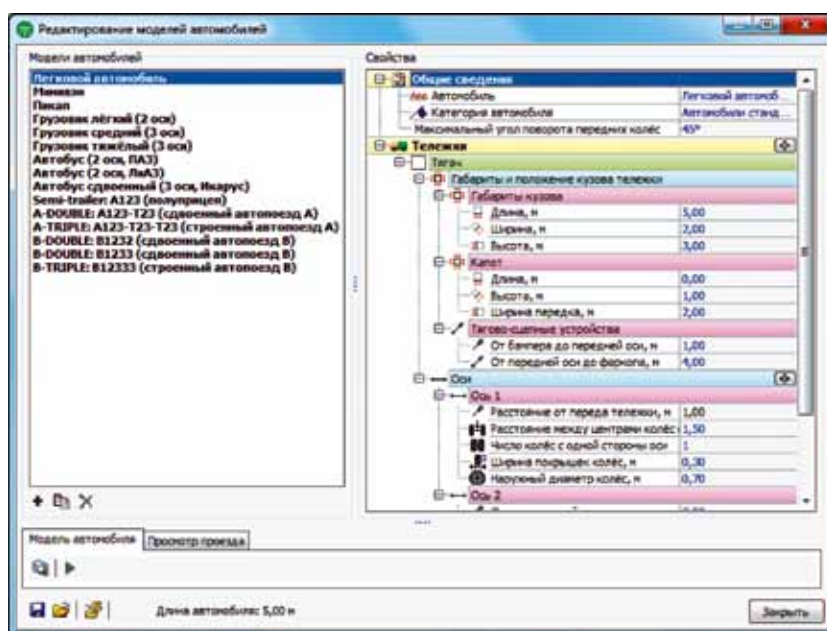 Редактирование моделей автомобилей
Модели автомобилей
Легковой автомобиль
Минивэн
Пикап
Грузовик лёгкий (2 оси)
Грузовик средний (3 оси)
Грузовик тяжёлый (3 оси)
Автобус (2 оси, ПАЗ)
Автобус (2 оси, ЛиАЗ)
Автобус сдвоенный (3 оси, Икарус)
Semi-trailer: A123 (полуприцеп)
A-DOUBLE: A123-T23 (сдвоенный автопоезд А)
A-TRIPLE: A123-T23-T23 (строенный автопоезд А)
B-DOUBLE: B1232 (сдвоенный автопоезд В)
B-DOUBLE: B1233 (сдвоенный автопоезд В)
B-TRIPLE: B12333 (строенный автопоезд В)
Свойства
Общие сведения
Автомобиль Легковой автомоб...
Категория автомобиля Автомобили станд...
Максимальный угол поворота передних колёс 45°
Тележки
Тягач
Габариты и положение кузова тележки
Габариты кузова
Длина, м 5,00
Ширина, м 2,00
Высота, м 3,00
Капот
Длина, м 0,00
Высота, м 1,00
Ширина передка, м 2,00
Тягово-сцепные устройства
От бампера до передней оси, м 1,00
От передней оси до фаркопа, м 4,00
Оси
Ось 1
Расстояние от переда тележки, м 1,00
Расстояние между центрами колёс 1,50
Число колёс с одной стороны оси 1
Ширина покрышек колёс, м 0,30
Наружный диаметр колёс, м 0,70
Ось 2
Модель автомобиля
Просмотр проезда
Длина автомобиля: 5,00 м
Закрыть